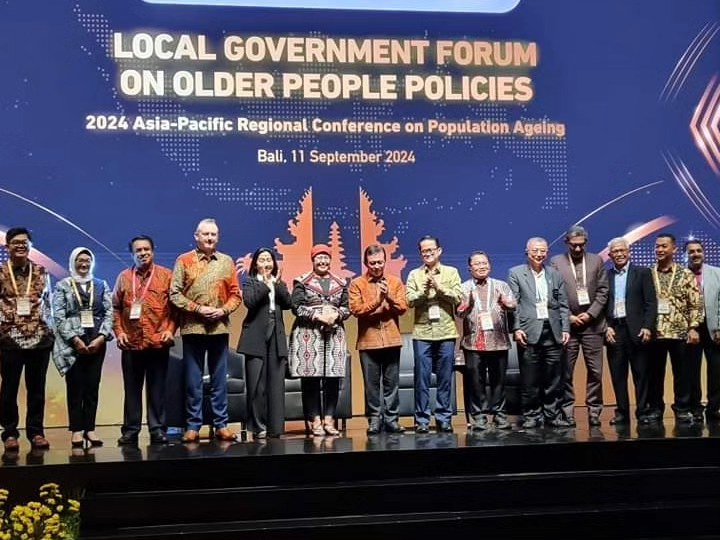 LOCAL GOVERNMENT FORUM
ON OLDER PEOPLE POLICIES
2024 Asia-Pacific Regional Conference on Population Ageing
Bali, 11 September 2024